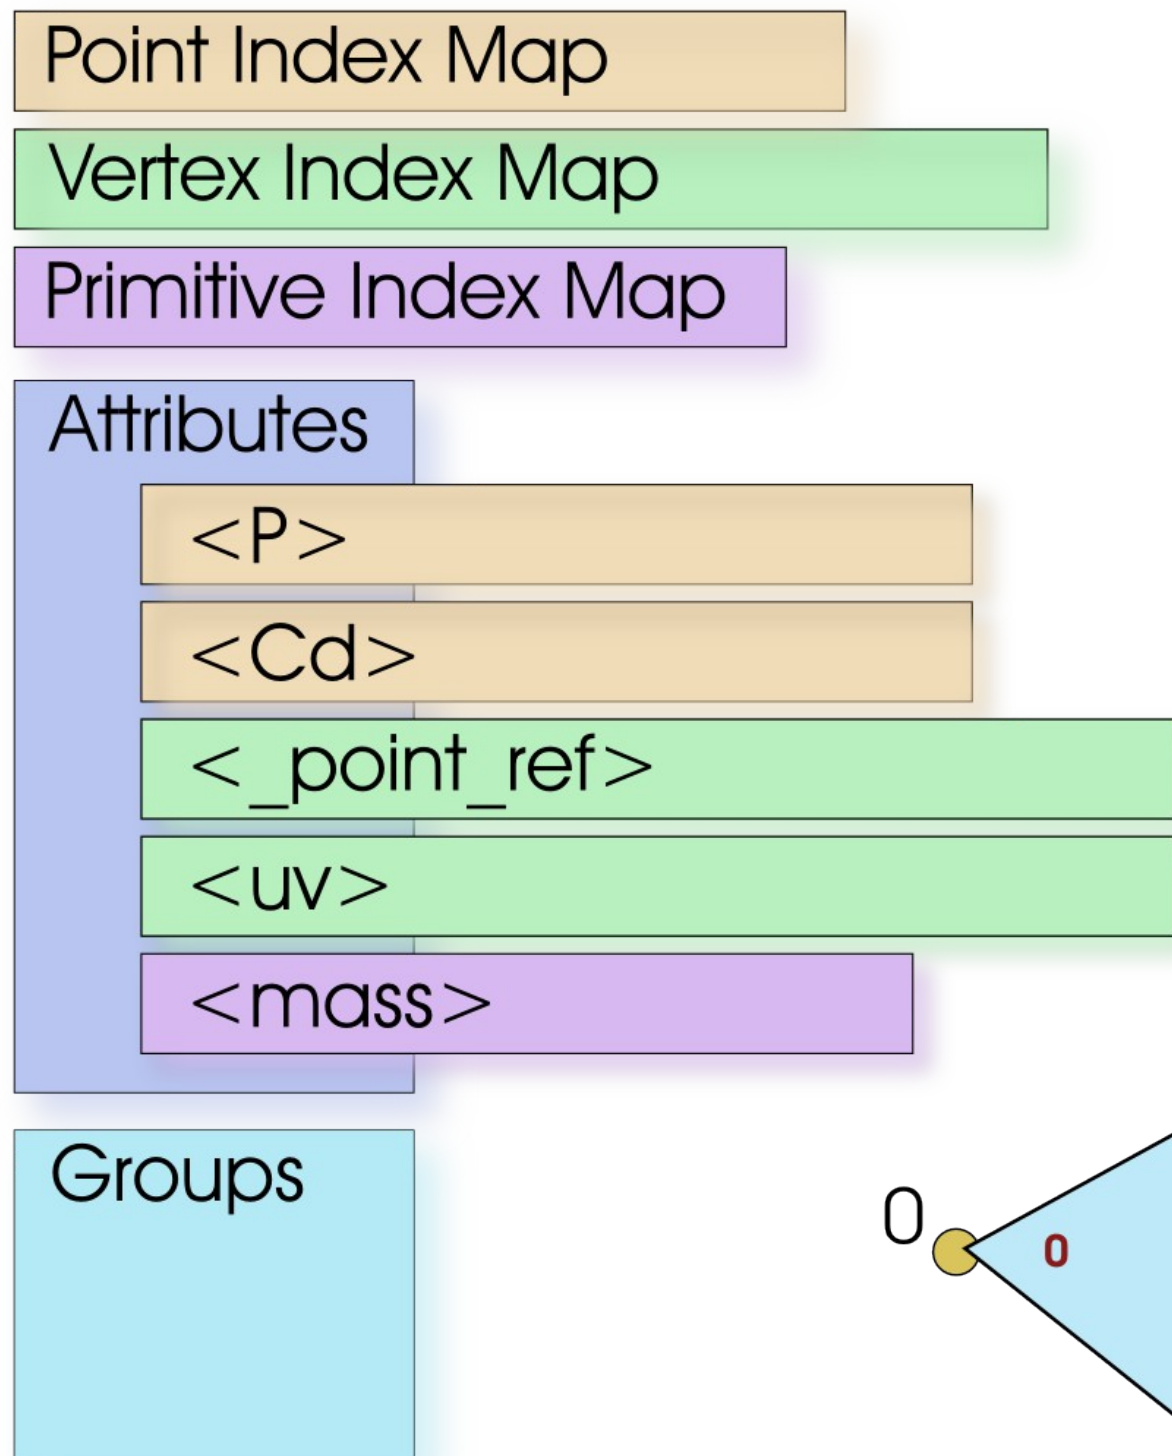 Point Index Map
Vertex Index Map
Primitive Index Map
Attributes
<P>
<Cd>
<_point_ref>
<uv>
<mass>
Groups
0
0